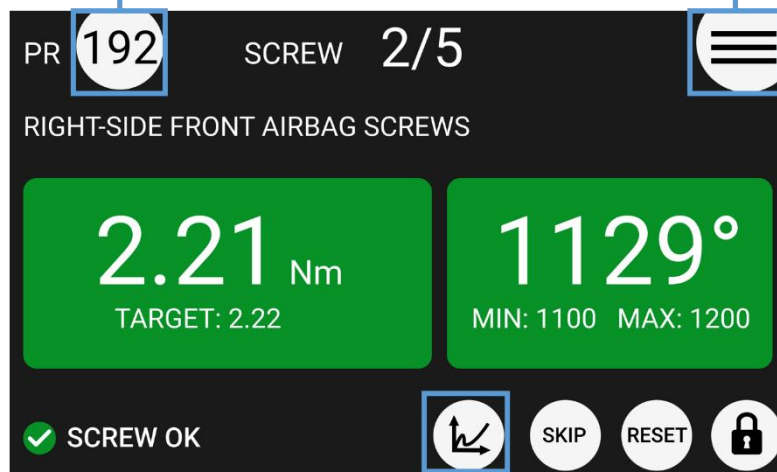 PR 192 SCREW 2/5
RIGHT-SIDE FRONT AIRBAG SCREWS
2.21 Nm
TARGET: 2.22
1129°
MIN: 1100 MAX: 1200
SCREW OK
SKIP
RESET